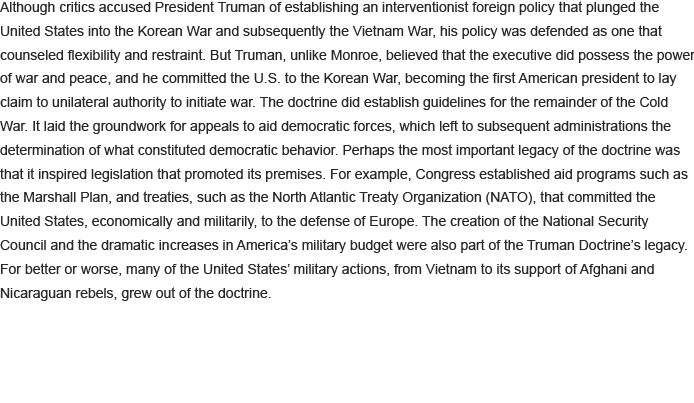 Although critics accused President Truman of establishing an interventionist foreign policy that plunged the
United States into the Korean War and subsequently the Vietnam War, his policy was defended as one that
counseled flexibility and restraint. But Truman, unlike Monroe, believed that the executive did possess the power
of war and peace, and he committed the U.S. to the Korean War, becoming the first American president to lay
claim to unilateral authority to initiate war. The doctrine did establish guidelines for the remainder of the Cold
War. It laid the groundwork for appeals to aid democratic forces, which left to subsequent administrations the
determination of what constituted democratic behavior. Perhaps the most important legacy of the doctrine was
that it inspired legislation that promoted its premises. For example, Congress established aid programs such as
the Marshall Plan, and treaties, such as the North Atlantic Treaty Organization (NATO), that committed the
United States, economically and militarily, to the defense of Europe. The creation of the National Security
Council and the dramatic increases in America’s military budget were also part of the Truman Doctrine’s legacy.
For better or worse, many of the United States’ military actions, from Vietnam to its support of Afghani and
Nicaraguan rebels, grew out of the doctrine.